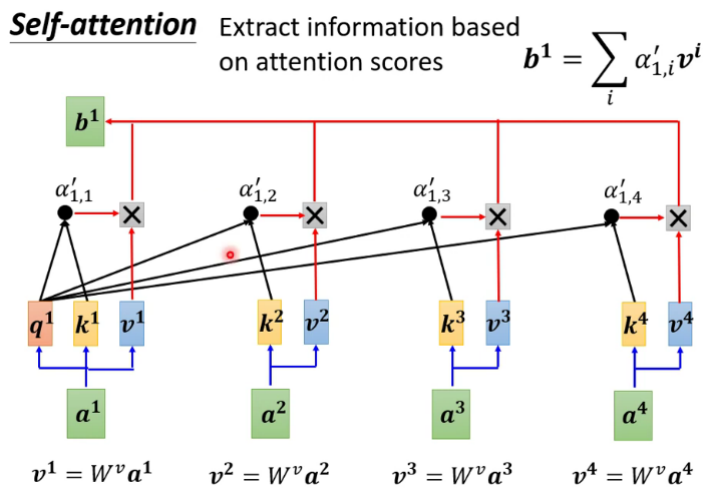 Self-attention Extract information based
on attention scores
b¹ = ∑ᵢ α′₁,ᵢvⁱ
b¹
α′₁,₁ α′₁,₂ α′₁,₃ α′₁,₄
q¹ k¹ v¹ k² v² k³ v³ k⁴ v⁴
a¹ a² a³ a⁴
v¹ = Wᵛa¹ v² = Wᵛa² v³ = Wᵛa³ v⁴ = Wᵛa⁴